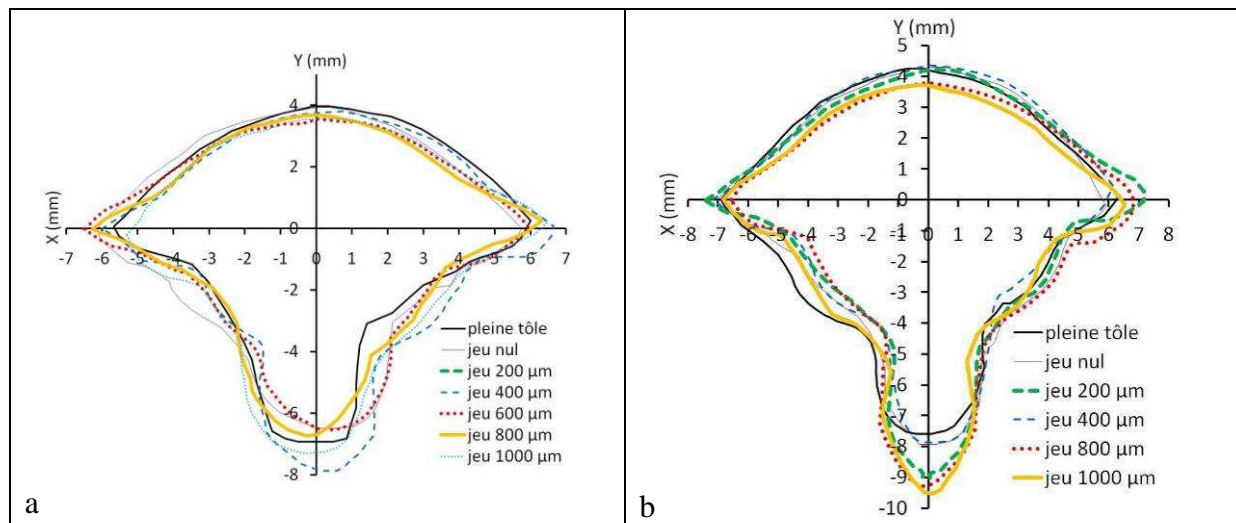 Y (mm)
4
2
0
-2
-4
-6
-8
X (mm)
-7 -6 -5 -4 -3 -2 -1 0 1 2 3 4 5 6 7
pleine tôle
jeu nul
jeu 200 µm
jeu 400 µm
jeu 600 µm
jeu 800 µm
jeu 1000 µm
a
Y (mm)
5
4
3
2
1
0
-1
-2
-3
-4
-5
-6
-7
-8
-9
-10
X (mm)
-8 -7 -6 -5 -4 -3 -2 -1 0 1 2 3 4 5 6 7 8
pleine tôle
jeu nul
jeu 200 µm
jeu 400 µm
jeu 800 µm
jeu 1000 µm
b